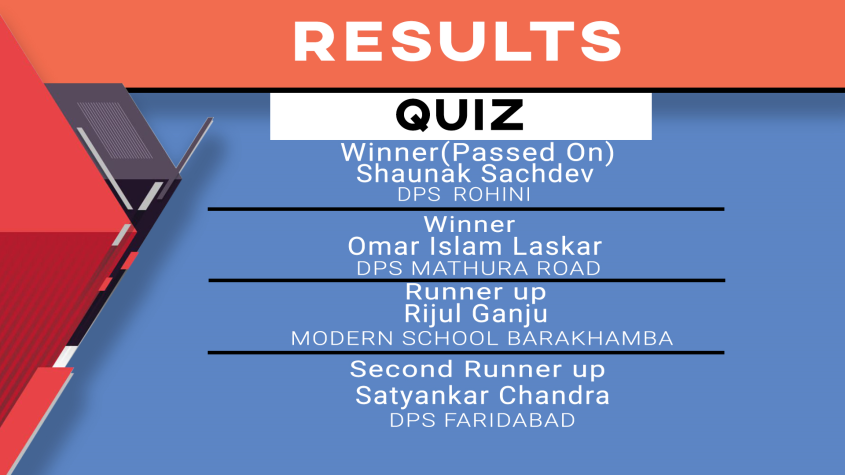 RESULTS
QUIZ
Winner(Passed On)
Shaunak Sachdev
DPS ROHINI
Winner
Omar Islam Laskar
DPS MATHURA ROAD
Runner up
Rijul Ganju
MODERN SCHOOL BARAKHAMBA
Second Runner up
Satyankar Chandra
DPS FARIDABAD